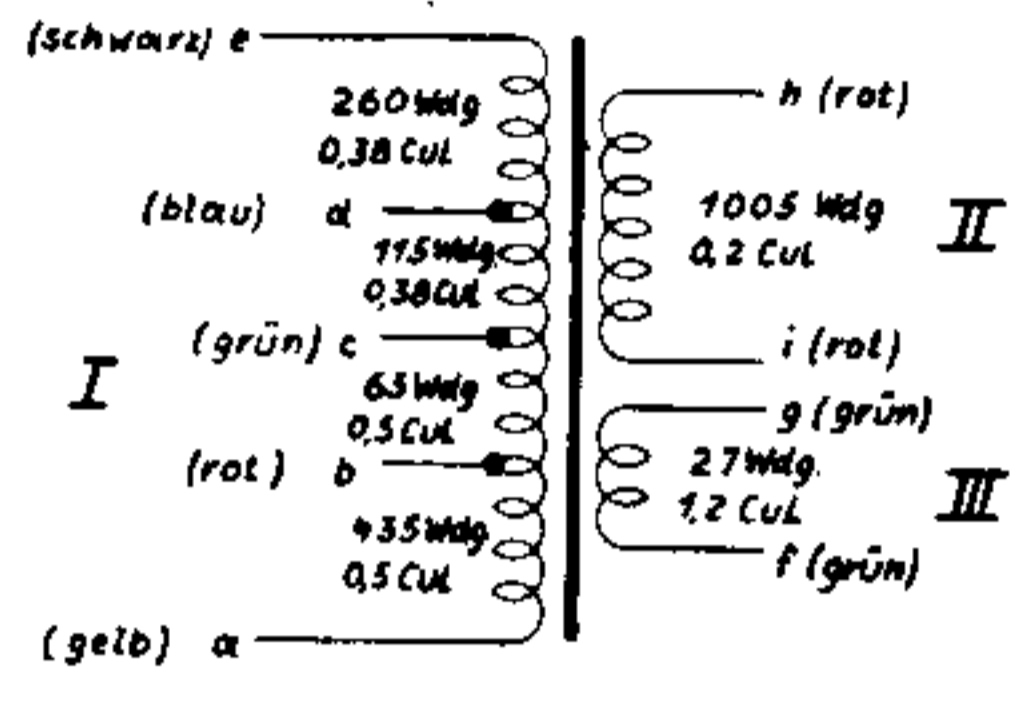 (schwarz) e
260 Wdg
0,38 CuL
(blau) d
115 Wdg
0,38 CuL
(grün) c
I
65 Wdg
0,5 CuL
(rot) b
435 Wdg
0,5 CuL
(gelb) a
h (rot)
1005 Wdg
0,2 CuL
II
i (rot)
g (grün)
27 Wdg.
1,2 CuL
III
f (grün)